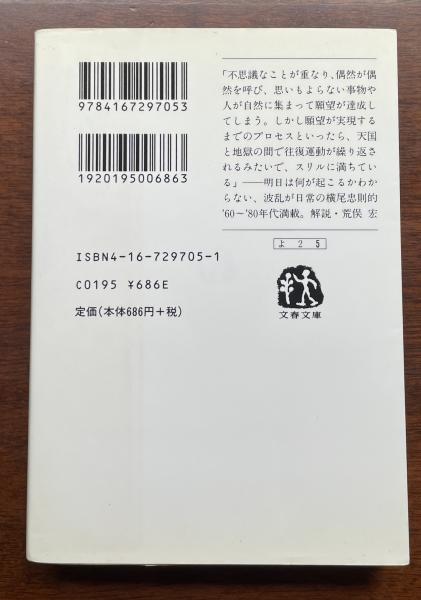 9784167297053
1920195006863
ISBN4-16-729705-1
C0195 ¥686E
定価(本体686円+税)
「不思議なことが重なり、偶然が偶
然を呼び、思いもよらない事物や
人が自然に集まって願望が達成し
てしまう。しかし願望が実現する
までのプロセスといったら、天国
と地獄の間で往復運動が繰り返さ
れるみたいで、スリルに満ちてい
る」――明日は何が起こるかわか
らない、波乱が日常の横尾忠則的
'60〜'80年代満載。解説・荒俣 宏
よ 2 5
文春文庫